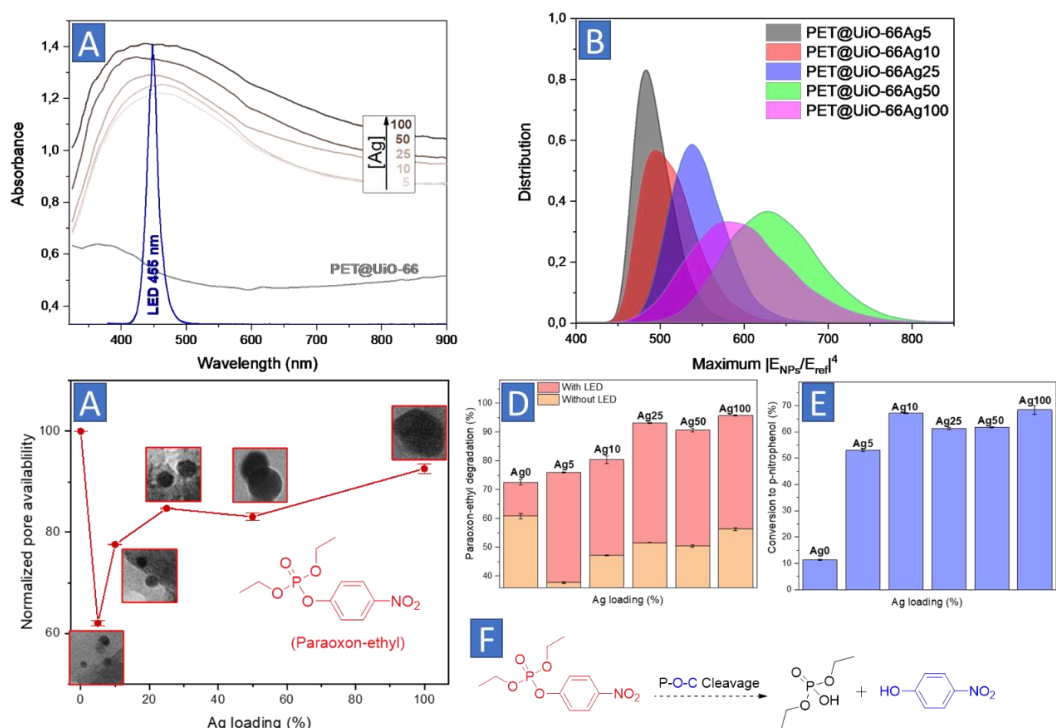 A
1,4
1,2
1,0
0,8
0,6
0,4
Absorbance
LED 455 nm
[Ag]
100
50
25
10
5
PET@UiO-66
400 500 600 700 800 900
Wavelength (nm)
B
PET@UiO-66Ag5
PET@UiO-66Ag10
PET@UiO-66Ag25
PET@UiO-66Ag50
PET@UiO-66Ag100
1,0
0,8
0,6
0,4
0,2
0,0
Distribution
400 500 600 700 800
Maximum |E_NPs/E_ref|⁴
A
100
80
60
Normalized pore availablility
O
O
P
O
O
NO₂
(Paraoxon-ethyl)
0 20 40 60 80 100
Ag loading (%)
D
With LED
Without LED
100
90
80
70
60
50
40
Paraoxon-ethyl degradation (%)
Ag0
Ag5
Ag10
Ag25
Ag50
Ag100
Ag loading (%)
E
70
60
50
40
30
20
10
0
Conversion to p-nitrophenol (%)
Ag0
Ag5
Ag10
Ag25
Ag50
Ag100
Ag loading (%)
F
O
O
P
O
O
NO₂
P-O-C Cleavage
O
O
P
OH
O
+
HO
NO₂